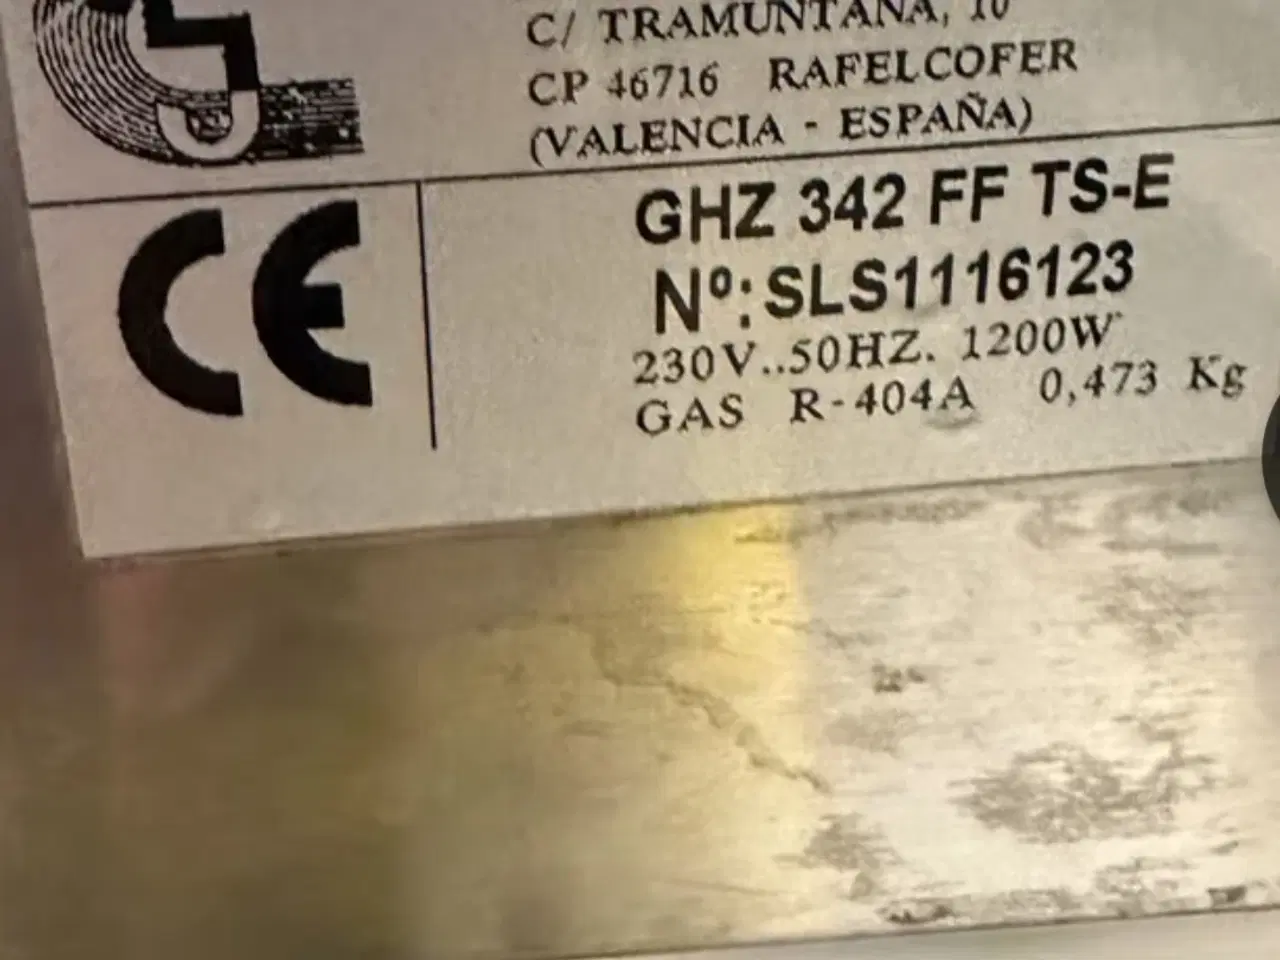 C/ TRAMUNTANA, 10
CP 46716 RAFELCOFER
(VALENCIA - ESPAÑA)
CE
GHZ 342 FF TS-E
Nº:SLS1116123
230V..50HZ. 1200W
GAS R-404A 0,473 Kg